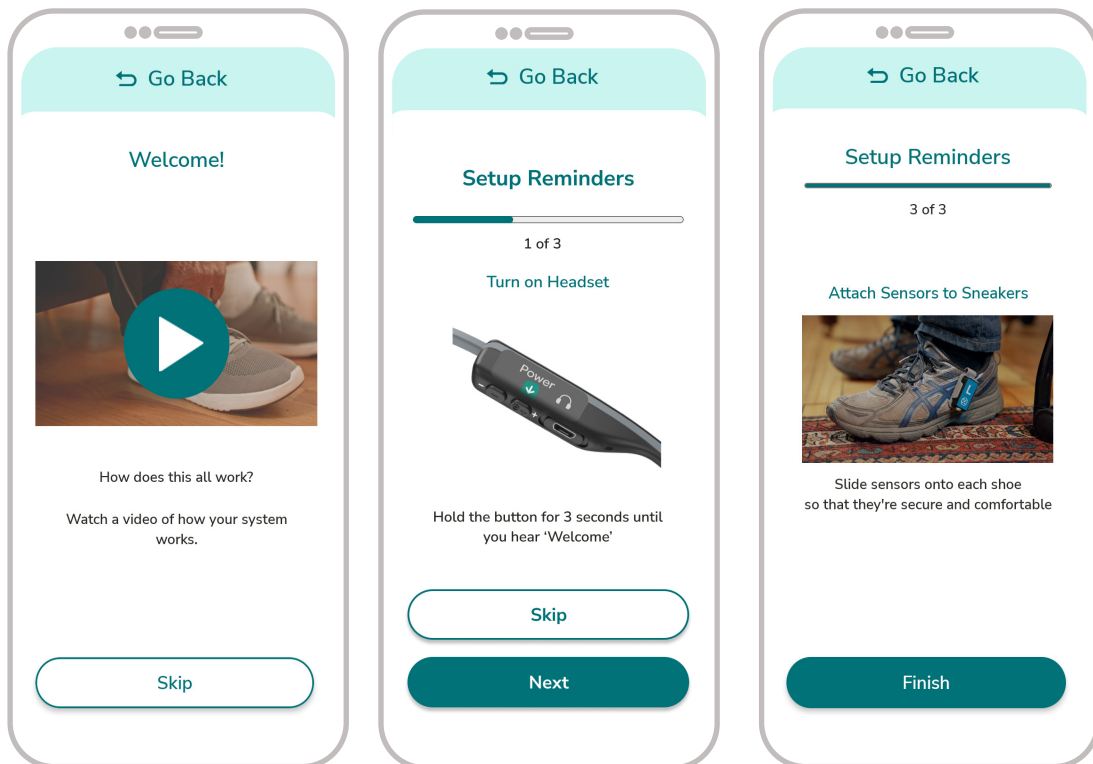 Go Back
Welcome!
How does this all work?
Watch a video of how your system
works.
Skip
Go Back
Setup Reminders
1 of 3
Turn on Headset
Power
- +
Hold the button for 3 seconds until
you hear ‘Welcome’
Skip
Next
Go Back
Setup Reminders
3 of 3
Attach Sensors to Sneakers
L
Slide sensors onto each shoe
so that they're secure and comfortable
Finish